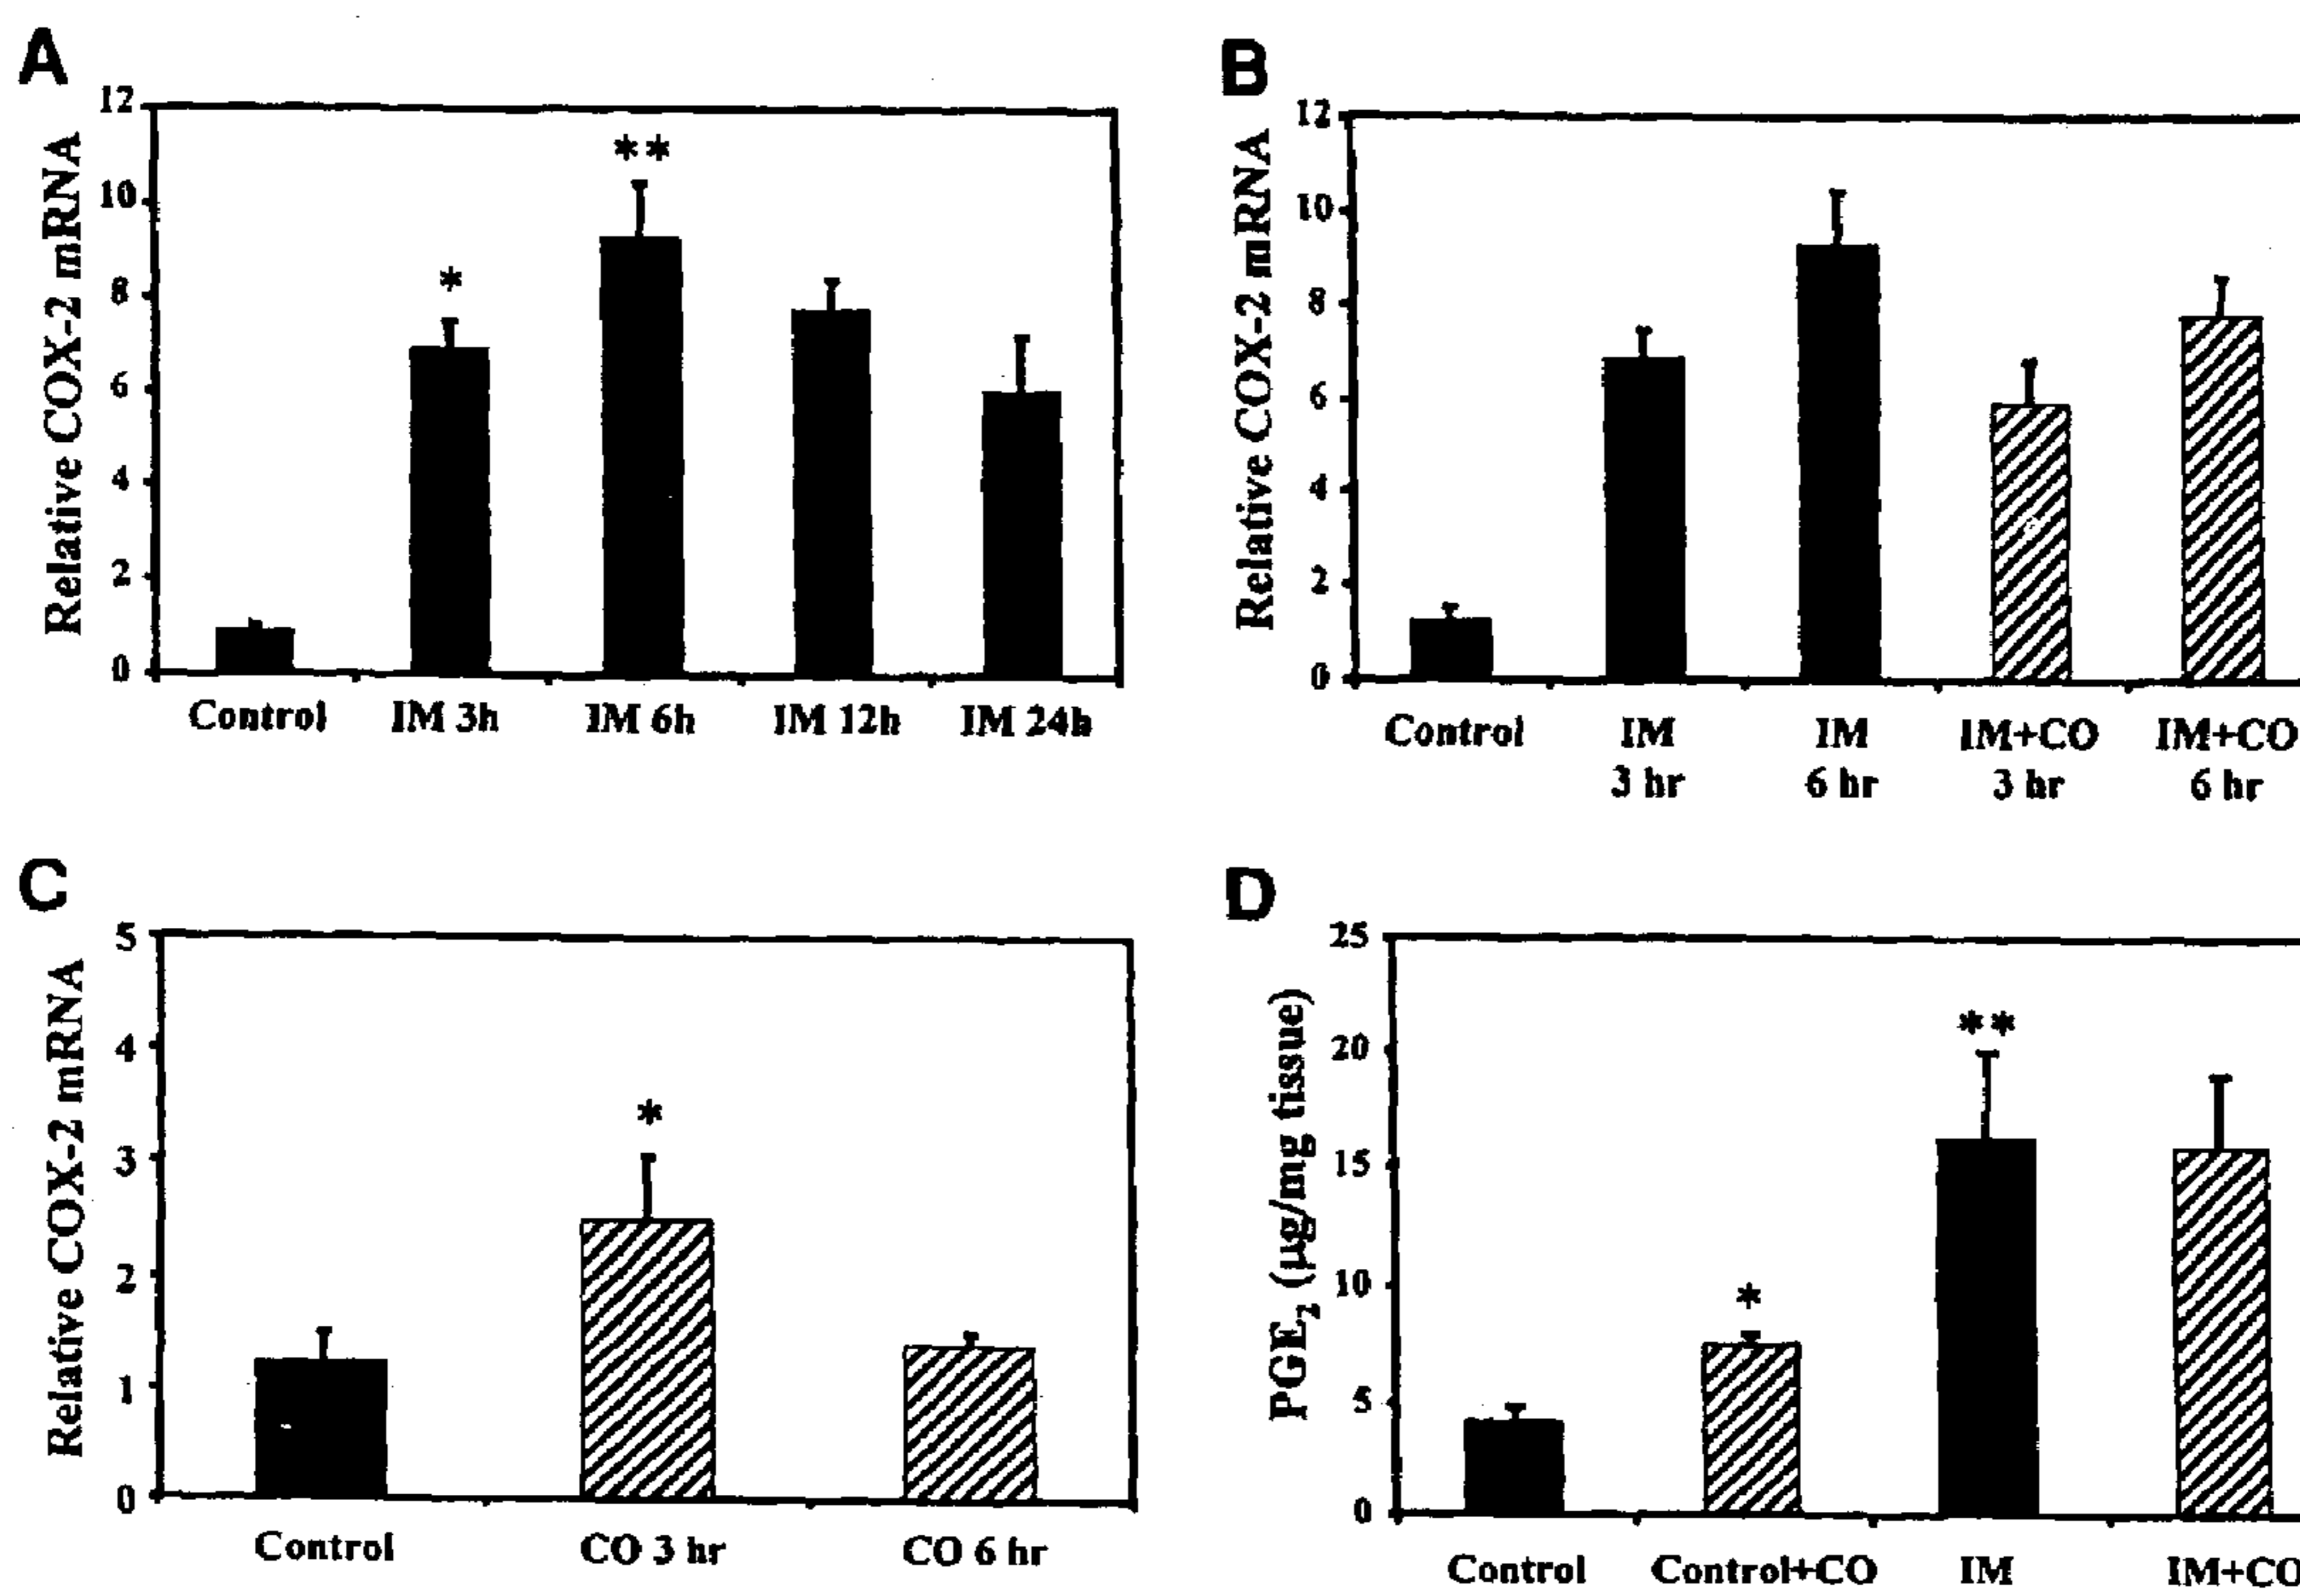 A
Relative COX-2 mRNA
12
10
8
6
4
2
0
**
*
Control IM 3h IM 6h IM 12h IM 24h
B
Relative COX-2 mRNA
12
10
8
6
4
2
0
Control IM IM IM+CO IM+CO
3 hr 6 hr 3 hr 6 hr
C
Relative COX-2 mRNA
5
4
3
2
1
0
*
Control CO 3 hr CO 6 hr
D
PGE₂ (µg/mg tissue)
25
20
15
10
5
0
**
*
Control Control+CO IM IM+CO